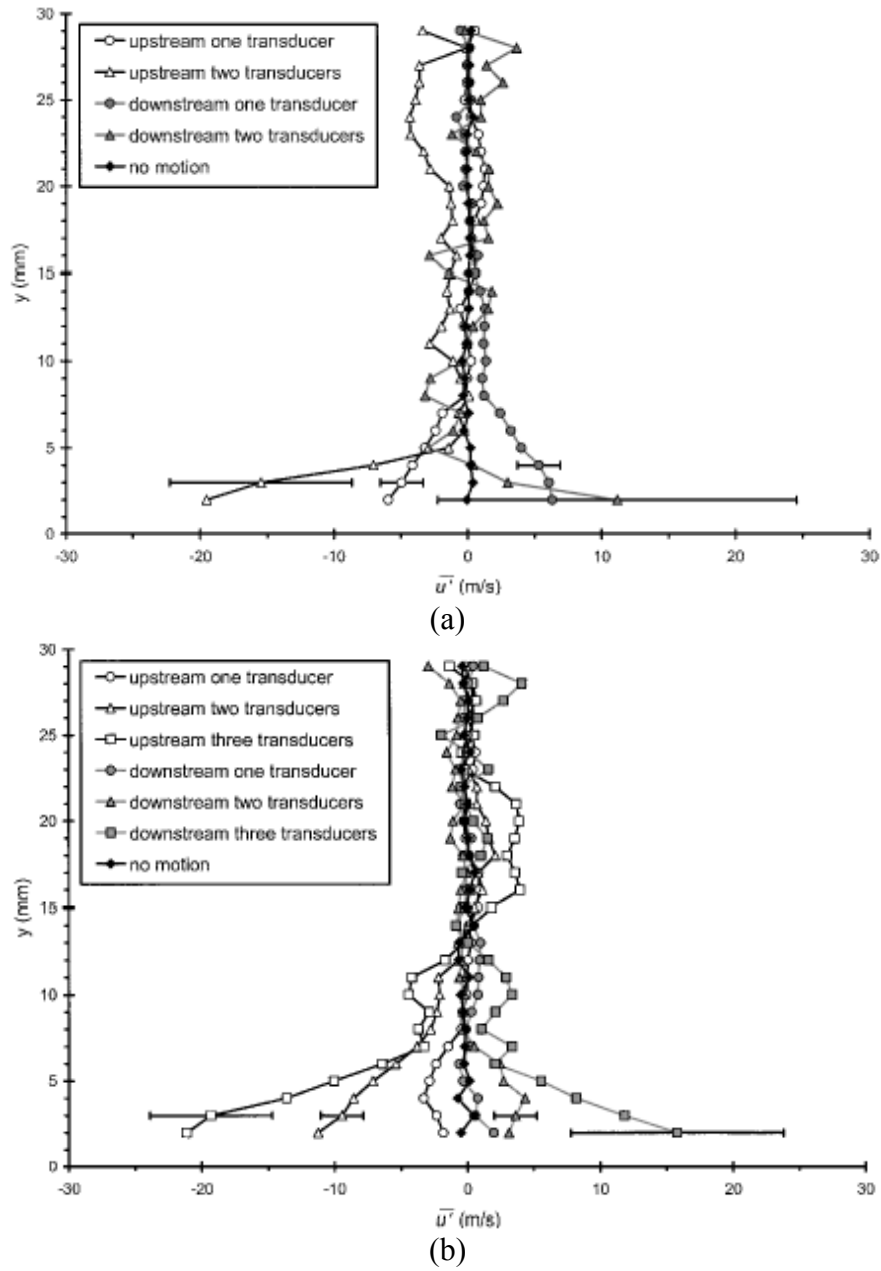 30
upstream one transducer
upstream two transducers
25
downstream one transducer
downstream two transducers
no motion
20
y (mm)
15
10
5
0
-30 -20 -10 0 10 20 30
u' (m/s)
(a)
30
upstream one transducer
upstream two transducers
25
upstream three transducers
downstream one transducer
downstream two transducers
20
downstream three transducers
no motion
y (mm)
15
10
5
0
-30 -20 -10 0 10 20 30
u' (m/s)
(b)